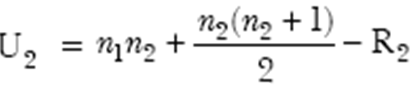 U₂ = n₁n₂ + n₂(n₂ + 1)/2 − R₂